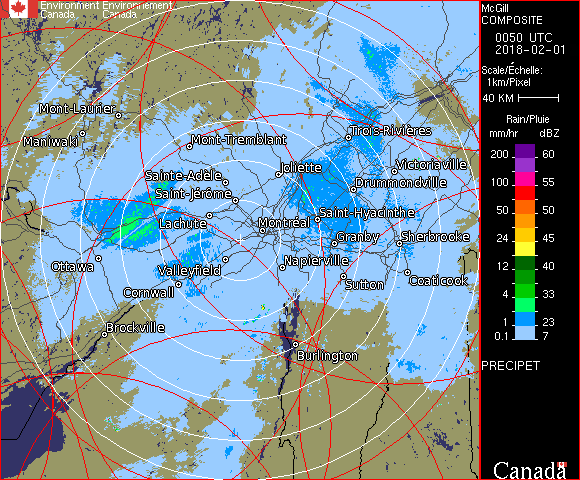 Environment Environnement
Canada Canada
McGill
COMPOSITE
0050 UTC
2018-02-01
Scale/Échelle:
1km/Pixel
40 KM
Rain/Pluie
mm/hr dBZ
200 60
100 55
50 50
24 45
12 40
4 33
1 23
0.1 7
PRECIPET
Mont-Laurier
Maniwaki
Mont-Tremblant
Trois-Rivières
Sainte-Adèle
Joliette
Victoriaville
Saint-Jérôme
Drummondville
Lachute
Montréal
Saint-Hyacinthe
Granby
Sherbrooke
Ottawa
Valleyfield
Napierville
Cornwall
Sutton
Coaticook
Brockville
Burlington
Canada